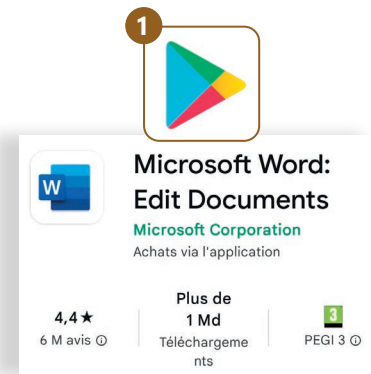 1
Microsoft Word:
Edit Documents
Microsoft Corporation
Achats via l'application
W
4,4★
6 M avis ⓘ
Plus de
1 Md
Téléchargeme
nts
3
PEGI 3 ⓘ